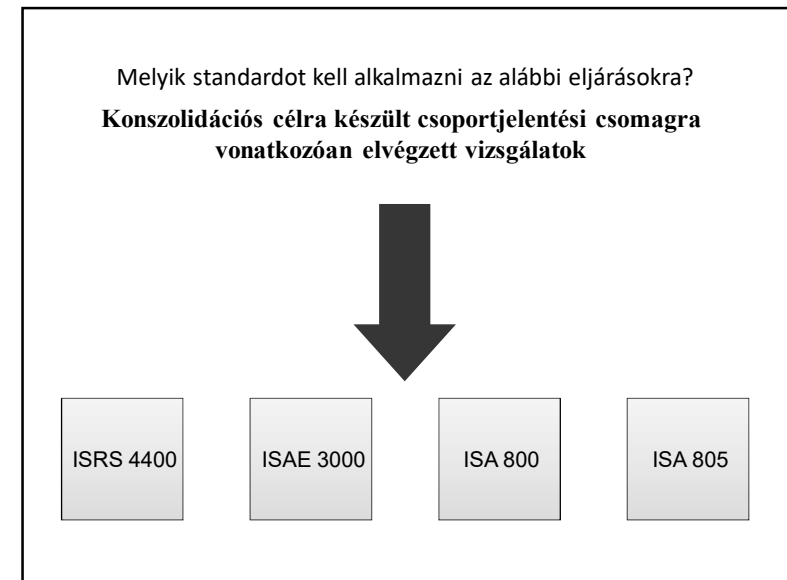 Melyik standardot kell alkalmazni az alábbi eljárásokra?
Konszolidációs célra készült csoportjelentési csomagra
vonatkozóan elvégzett vizsgálatok
ISRS 4400
ISAE 3000
ISA 800
ISA 805